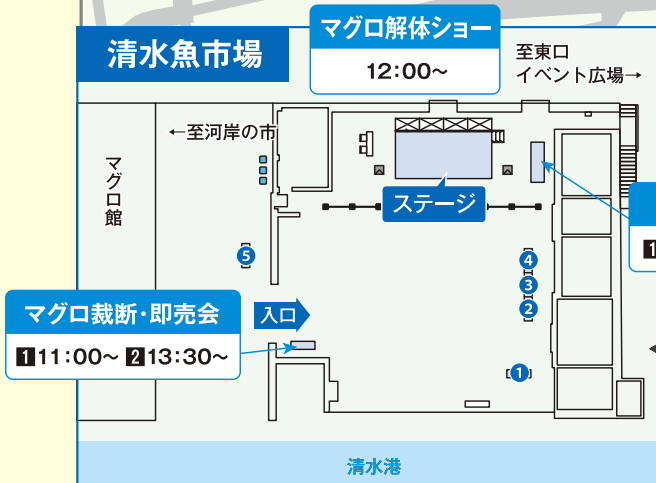 清水魚市場
マグロ解体ショー
12:00〜
至東口
イベント広場→
←至河岸の市
マグロ館
ステージ
1
5
4
3
2
1
マグロ裁断・即売会
1 11:00〜 2 13:30〜
入口
清水港